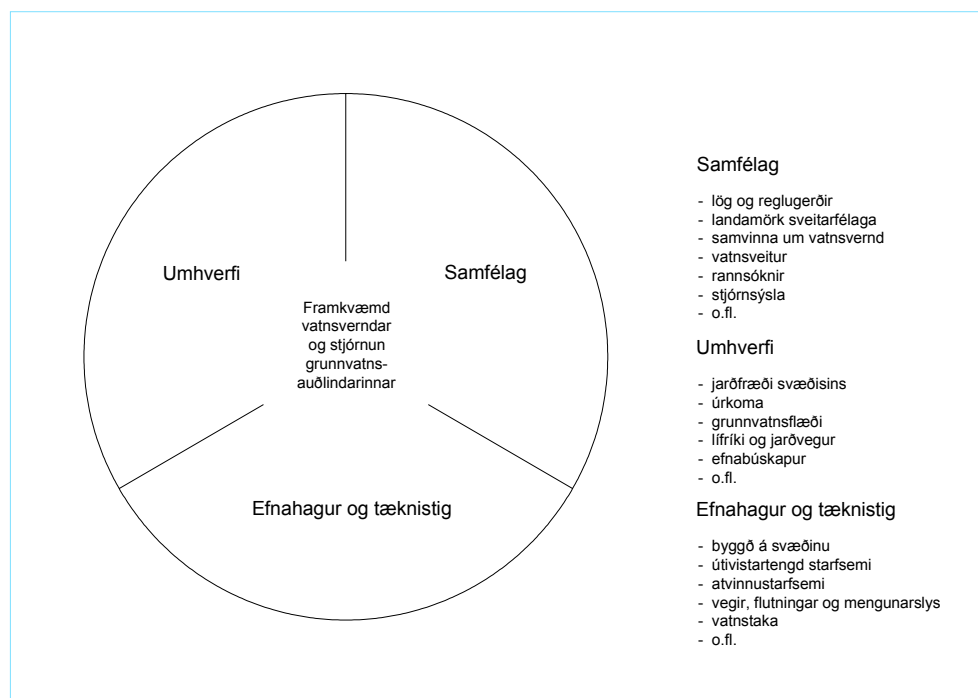 Umhverfi
Samfélag
Framkvæmd
vatnsverndar
og stjórnun
grunnvatns-
auðlindarinnar
Efnahagur og tæknistig
Samfélag
- lög og reglugerðir
- landamörk sveitarfélaga
- samvinna um vatnsvernd
- vatnsveitur
- rannsóknir
- stjórnsýsla
- o.fl.
Umhverfi
- jarðfræði svæðisins
- úrkoma
- grunnvatnsflæði
- lífríki og jarðvegur
- efnabúskapur
- o.fl.
Efnahagur og tæknistig
- byggð á svæðinu
- útivistartengd starfsemi
- atvinnustarfsemi
- vegir, flutningar og mengunarslys
- vatnstaka
- o.fl.